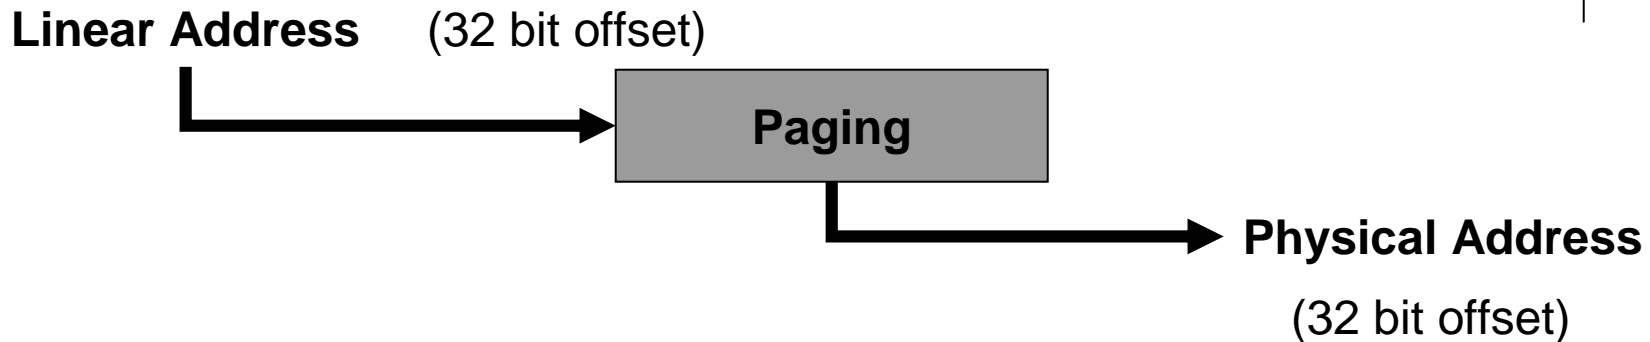 Linear Address (32 bit offset)
Paging
Physical Address
(32 bit offset)